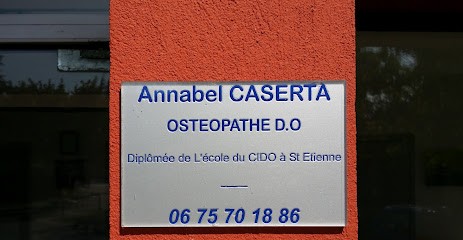 Annabel CASERTA
OSTEOPATHE D.O
Diplômée de L'école du CIDO à St Etienne
06 75 70 18 86